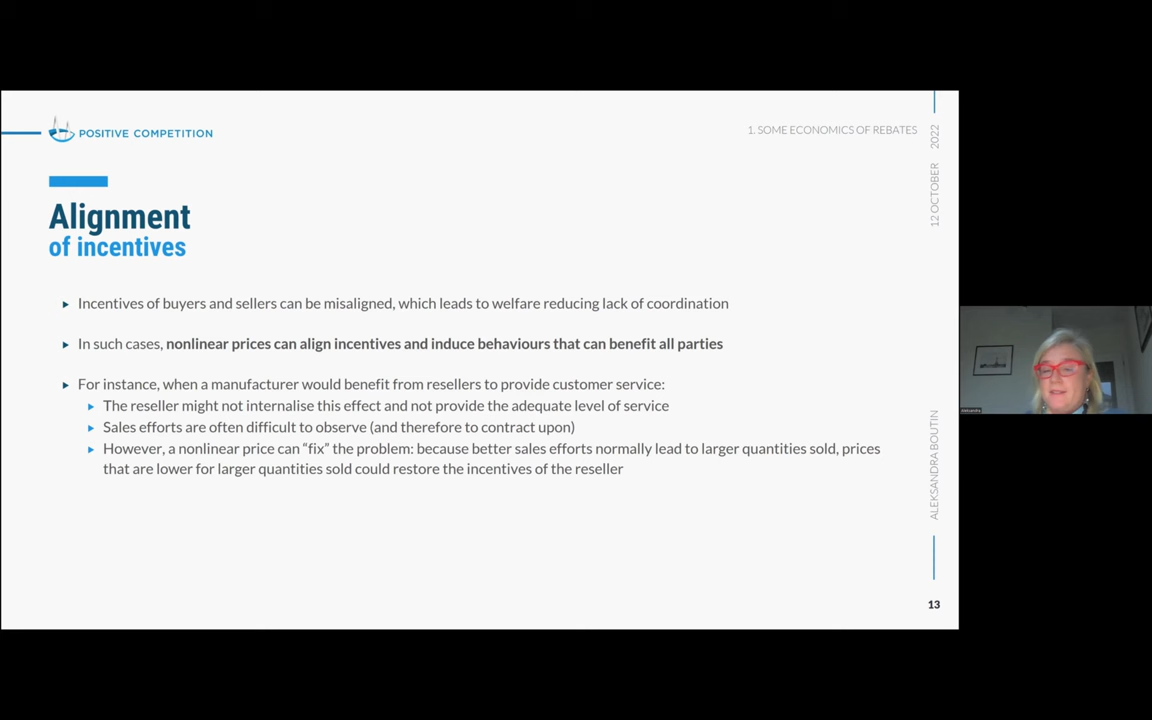 POSITIVE COMPETITION
1. SOME ECONOMICS OF REBATES
12 OCTOBER 2022
Alignment
of incentives
Incentives of buyers and sellers can be misaligned, which leads to welfare reducing lack of coordination
In such cases, nonlinear prices can align incentives and induce behaviours that can benefit all parties
For instance, when a manufacturer would benefit from resellers to provide customer service:
The reseller might not internalise this effect and not provide the adequate level of service
Sales efforts are often difficult to observe (and therefore to contract upon)
However, a nonlinear price can “fix” the problem: because better sales efforts normally lead to larger quantities sold, prices
that are lower for larger quantities sold could restore the incentives of the reseller
ALEKSANDRA BOUTIN
13
Aleksandra